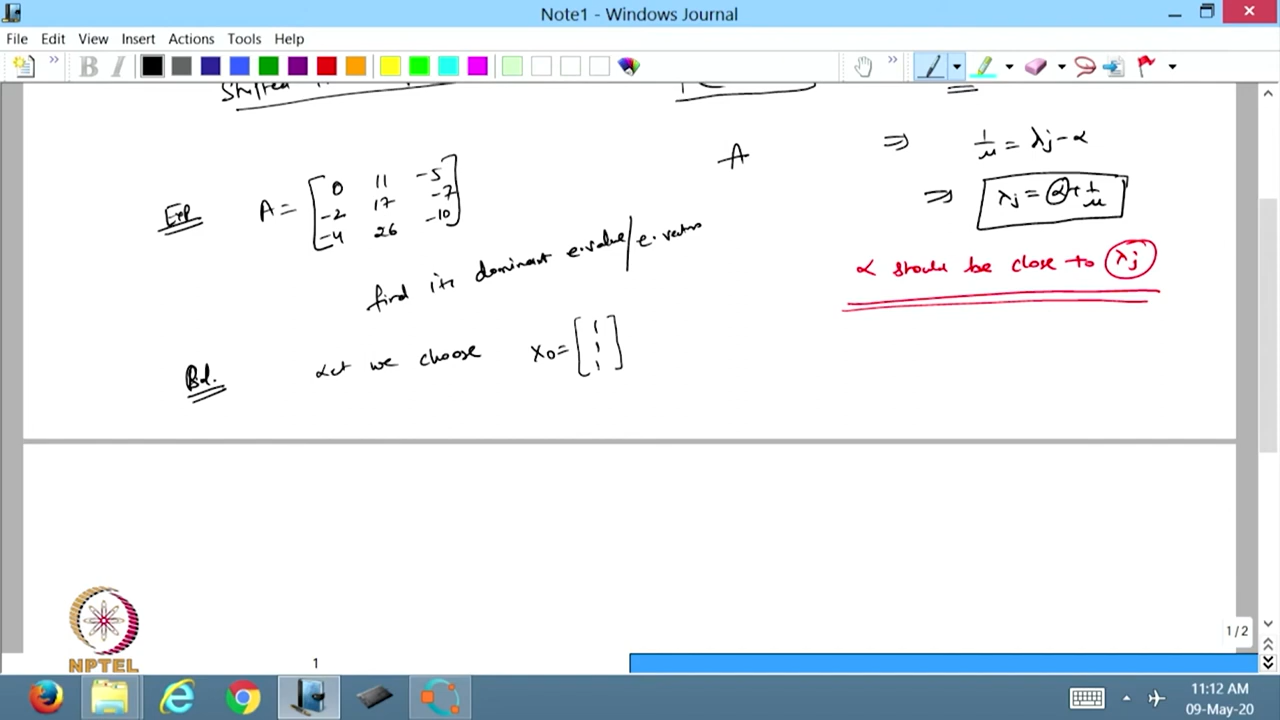 Note1 - Windows Journal
File Edit View Insert Actions Tools Help
B I
Shifted
Exp. A = [0 11 -5
-2 17 -7
-4 26 -10]
find its dominant e.value / e.vector
A
⇒ 1/μ = λj - α
⇒ λj = α + 1/μ
α should be close to λj
Let we choose X0 = [1
1
1]
1 / 2
NPTEL
1
11:12 AM
09-May-20